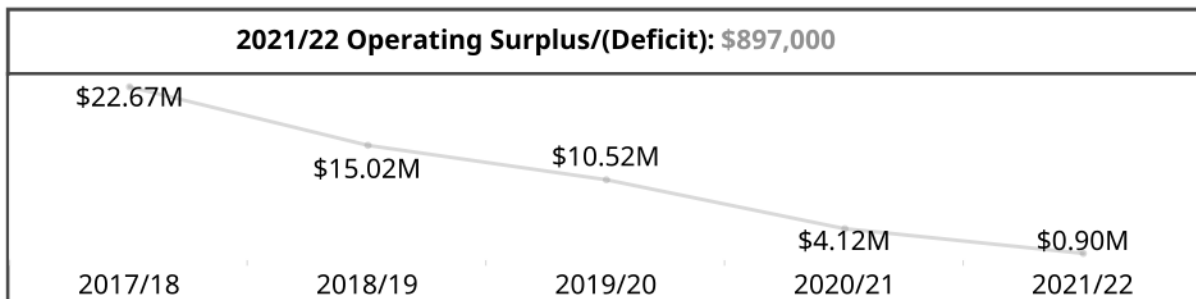 2021/22 Operating Surplus/(Deficit): $897,000
$22.67M
$15.02M
$10.52M
$4.12M
$0.90M
2017/18 2018/19 2019/20 2020/21 2021/22